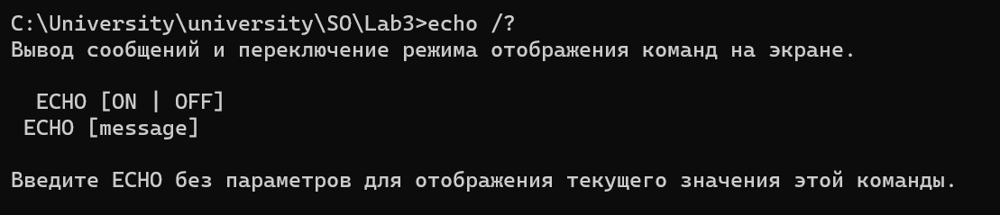 C:\University\university\SO\Lab3>echo /?
Вывод сообщений и переключение режима отображения команд на экране.
ECHO [ON | OFF]
ECHO [message]
Введите ECHO без параметров для отображения текущего значения этой команды.